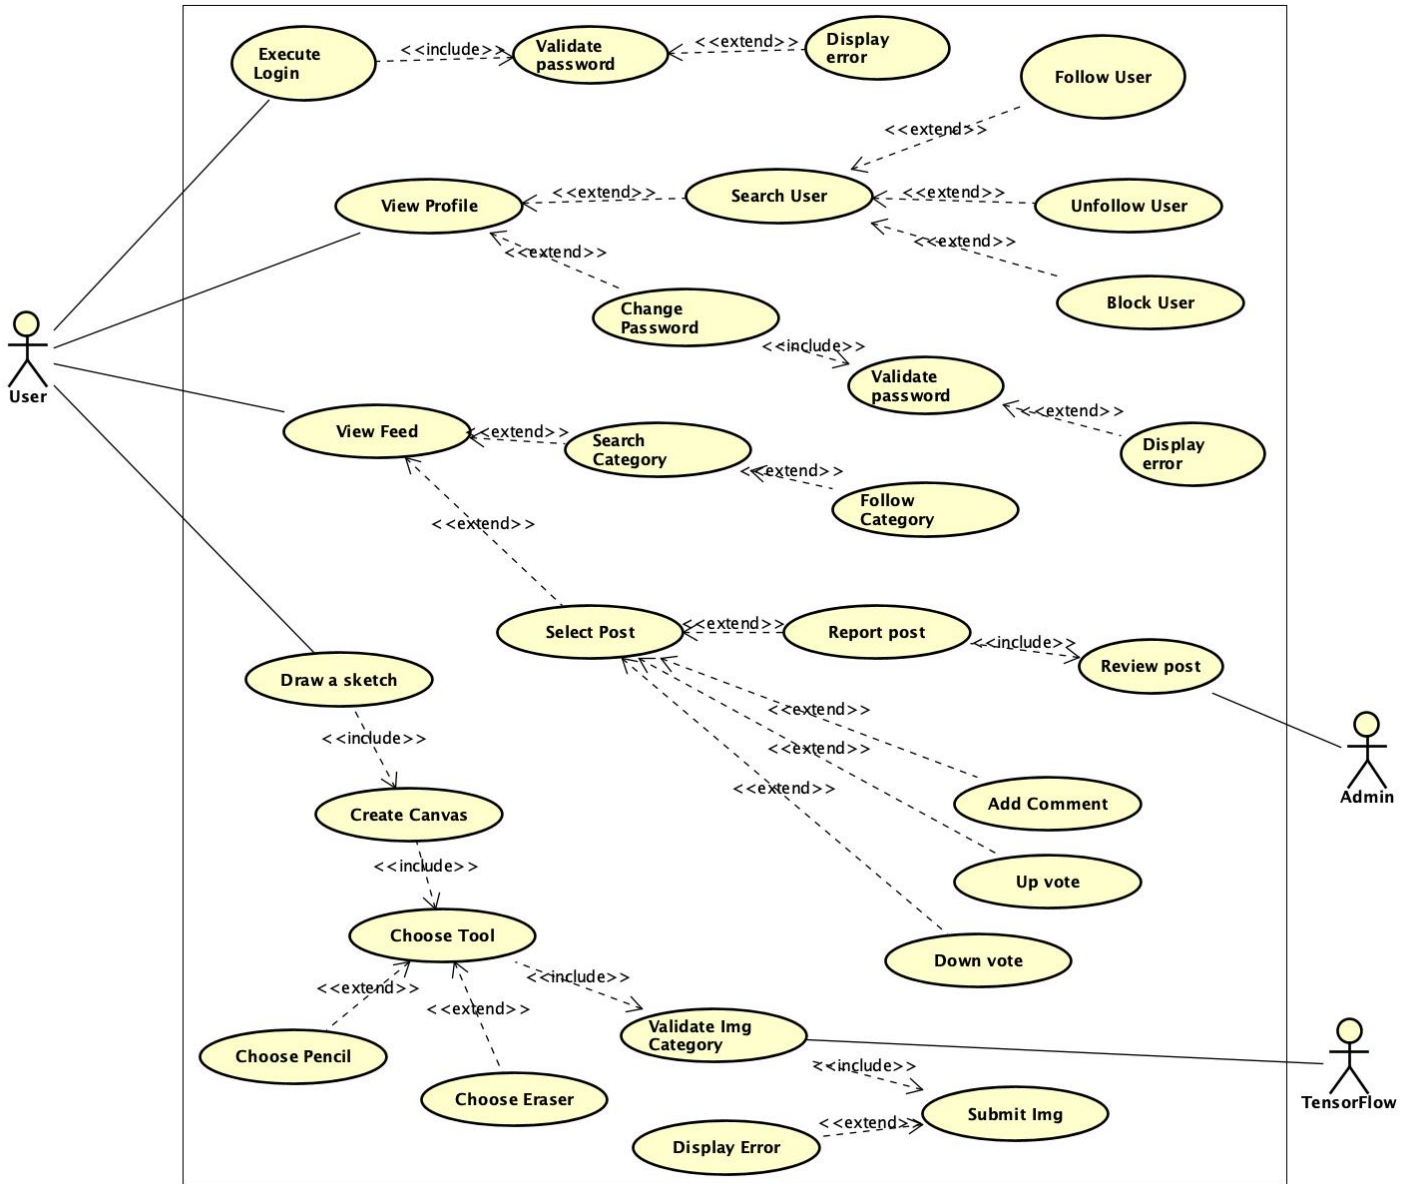 Execute
Login
<<include>>
Validate
password
<<extend>>
Display
error
Follow User
<<extend>>
View Profile
<<extend>>
Search User
<<extend>>
Unfollow User
<<extend>>
<<extend>>
Block User
Change
Password
<<include>>
Validate
password
<<extend>>
Display
error
User
View Feed
<<extend>>
Search
Category
<<extend>>
Follow
Category
<<extend>>
Select Post
<<extend>>
Report post
<<include>>
Review post
Draw a sketch
<<extend>>
<<include>>
<<extend>>
<<extend>>
Admin
Create Canvas
Add Comment
<<include>>
Up vote
Choose Tool
Down vote
<<include>>
<<extend>>
<<extend>>
Validate Img
Category
Choose Pencil
<<include>>
Choose Eraser
TensorFlow
Submit Img
<<extend>>
Display Error